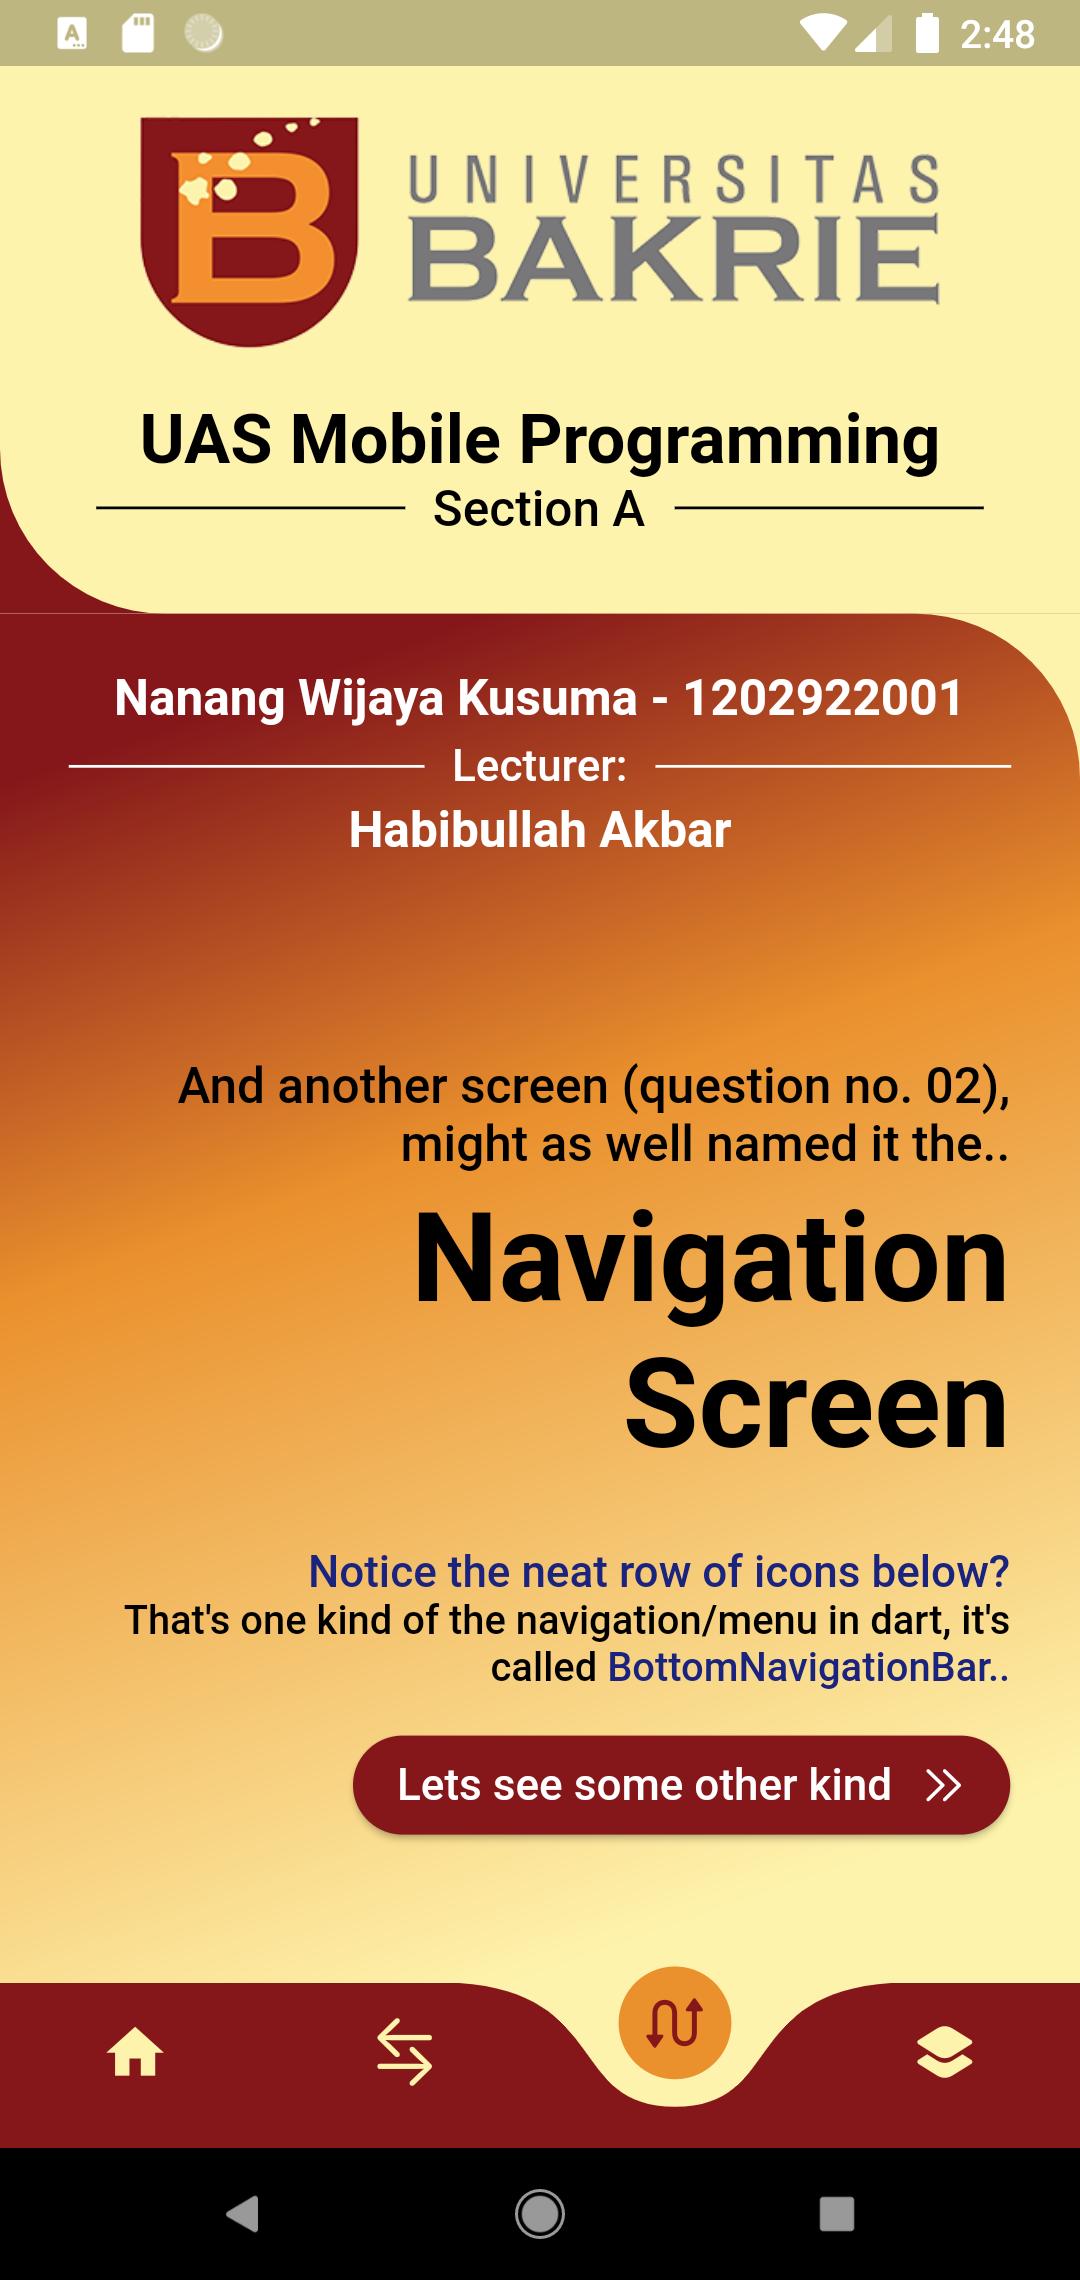 2:48
UNIVERSITAS
BAKRIE
UAS Mobile Programming
Section A
Nanang Wijaya Kusuma - 1202922001
Lecturer:
Habibullah Akbar
And another screen (question no. 02),
might as well named it the..
Navigation
Screen
Notice the neat row of icons below?
That's one kind of the navigation/menu in dart, it's
called BottomNavigationBar..
Lets see some other kind